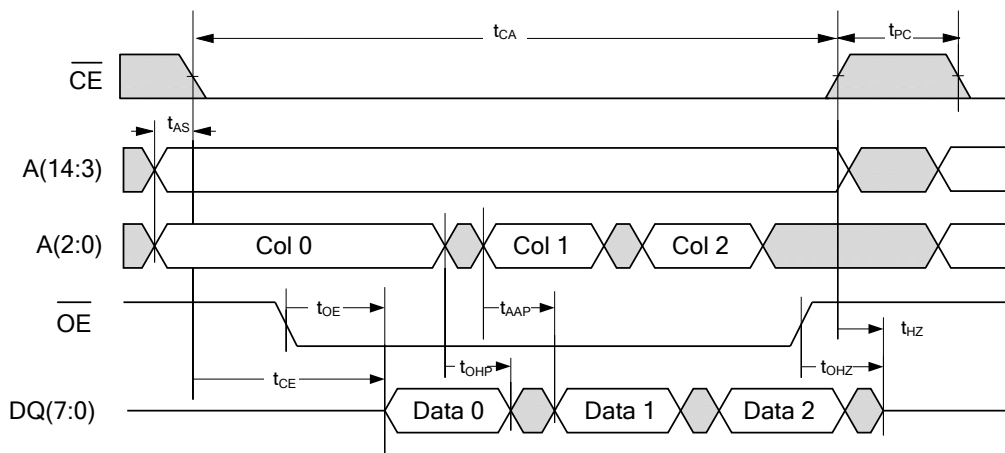 tCA
tPC
CE
tAS
A(14:3)
A(2:0)
Col 0
Col 1
Col 2
OE
tOE
tAAP
tHZ
tCE
tOHP
tOHZ
DQ(7:0)
Data 0
Data 1
Data 2